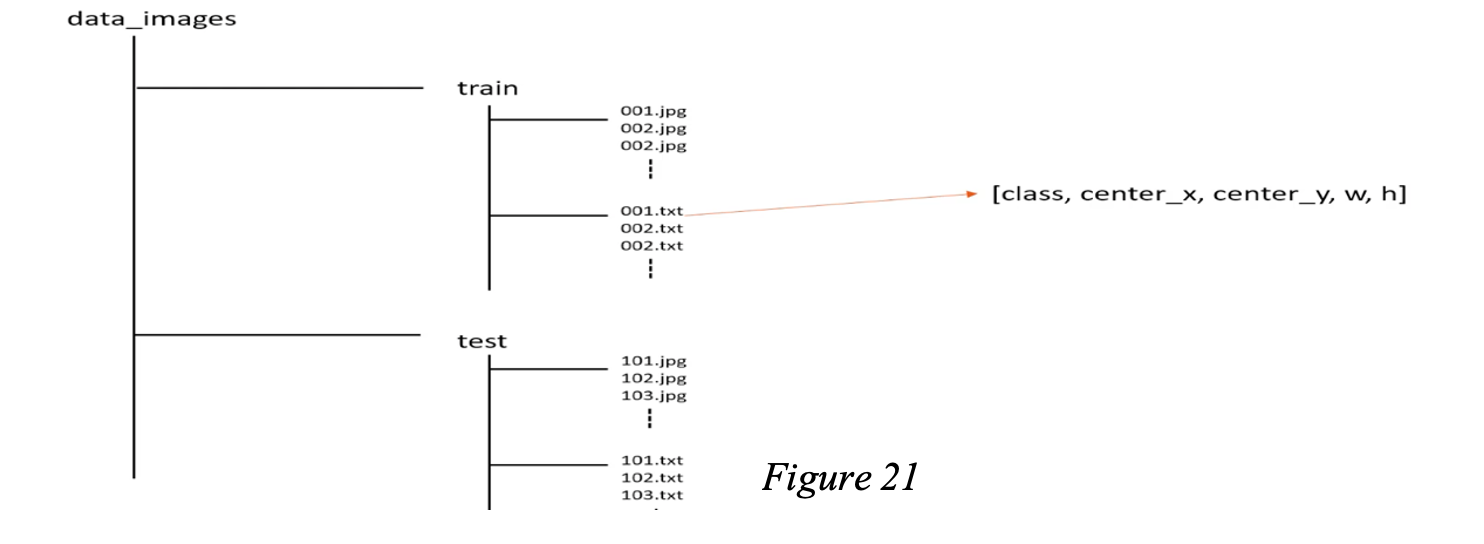 data_images
train
001.jpg
002.jpg
002.jpg
001.txt
002.txt
002.txt
[class, center_x, center_y, w, h]
test
101.jpg
102.jpg
103.jpg
101.txt
102.txt
103.txt
Figure 21